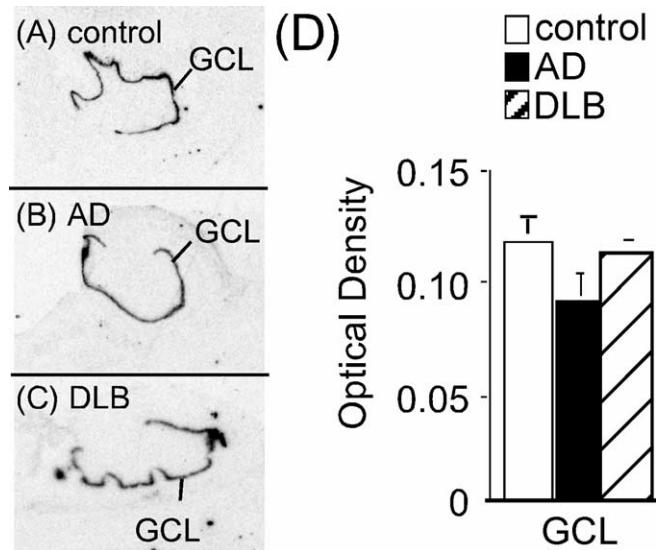 (A) control
GCL
(B) AD
GCL
(C) DLB
GCL
(D)
control
AD
DLB
Optical Density
0.15
0.10
0.05
0
GCL